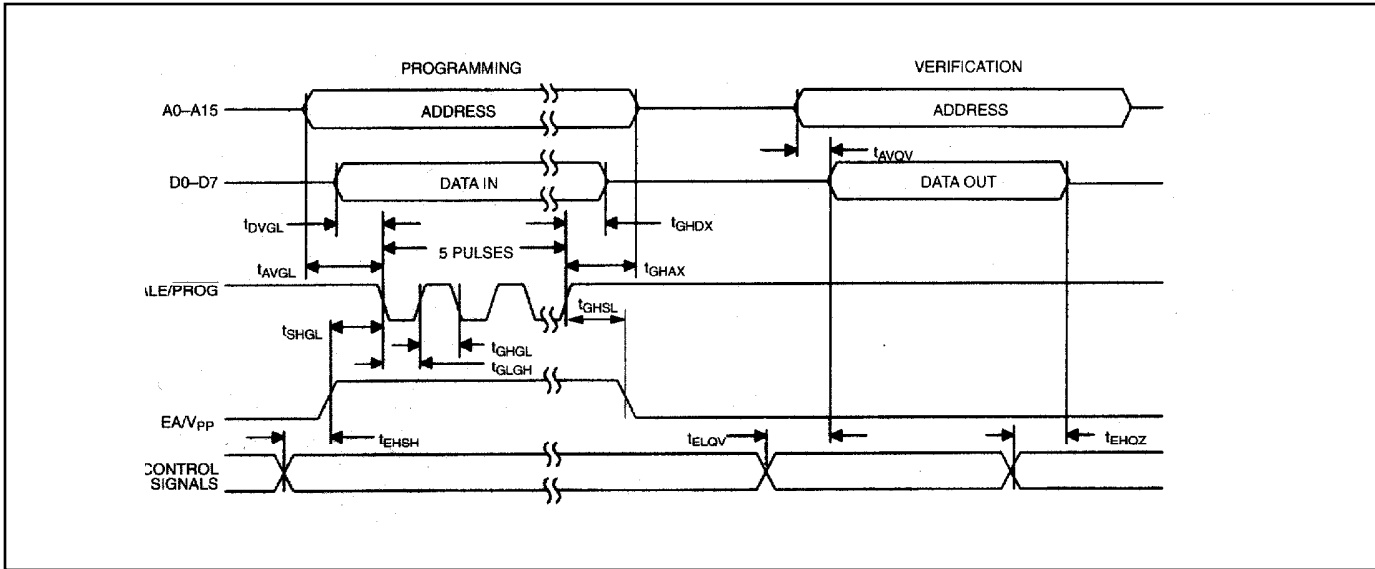 PROGRAMMING VERIFICATION
A0–A15 ADDRESS ADDRESS
tAVQV
D0–D7 DATA IN DATA OUT
tDVGL tGHDX
5 PULSES
tAVGL tGHAX
ALE/PROG
tGHSL
tSHGL
tGHGL
tGLGH
EA/VPP
tEHSH tELQV tEHQZ
CONTROL
SIGNALS